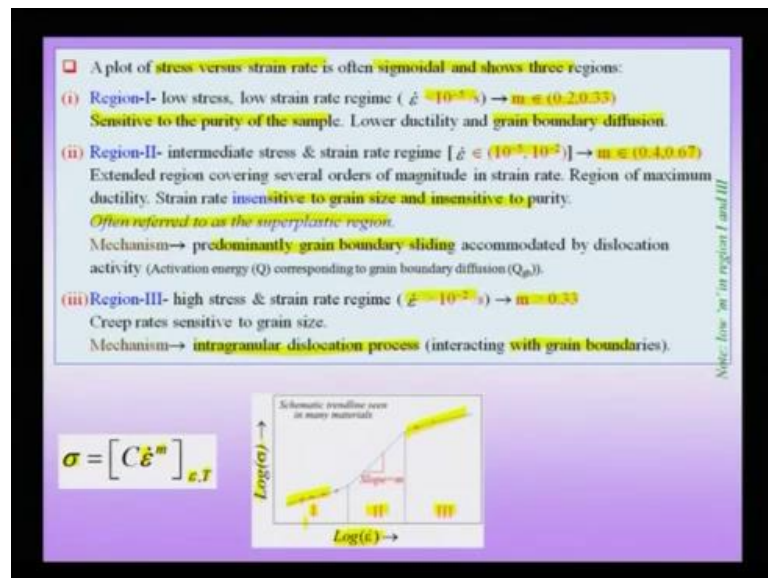 ❑ A plot of stress versus strain rate is often sigmoidal and shows three regions:
(i) Region-I- low stress, low strain rate regime ( ε̇ 10⁻⁵ s) → m ∈ (0.2,0.33)
Sensitive to the purity of the sample. Lower ductility and grain boundary diffusion.
(ii) Region-II- intermediate stress & strain rate regime [ε̇ ∈ (10⁻⁵, 10⁻²)] → m ∈ (0.4,0.67)
Extended region covering several orders of magnitude in strain rate. Region of maximum
ductility. Strain rate insensitive to grain size and insensitive to purity.
Often referred to as the superplastic region.
Mechanism→ predominantly grain boundary sliding accommodated by dislocation
activity (Activation energy (Q) corresponding to grain boundary diffusion (Qgb)).
(iii) Region-III- high stress & strain rate regime ( ε̇ > 10⁻² s) → m > 0.33
Creep rates sensitive to grain size.
Mechanism→ intragranular dislocation process (interacting with grain boundaries).
Note: low 'm' in region I and III
σ = [Cε̇ᵐ] ε,T
Schematic trendline seen
in many materials
Log(σ) →
Slope=m
I II III
Log(ε̇) →